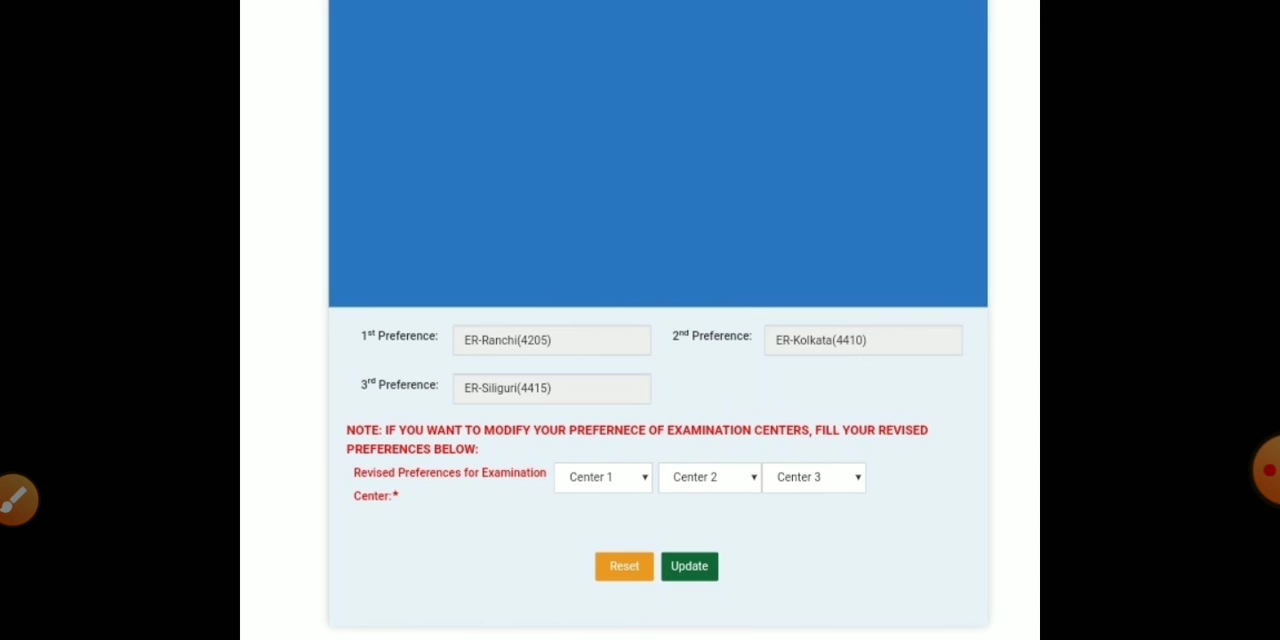 1st Preference: ER-Ranchi(4205) 2nd Preference: ER-Kolkata(4410)
3rd Preference: ER-Siliguri(4415)
NOTE: IF YOU WANT TO MODIFY YOUR PREFERNECE OF EXAMINATION CENTERS, FILL YOUR REVISED
PREFERENCES BELOW:
Revised Preferences for Examination Center 1 Center 2 Center 3
Center:*
Reset Update